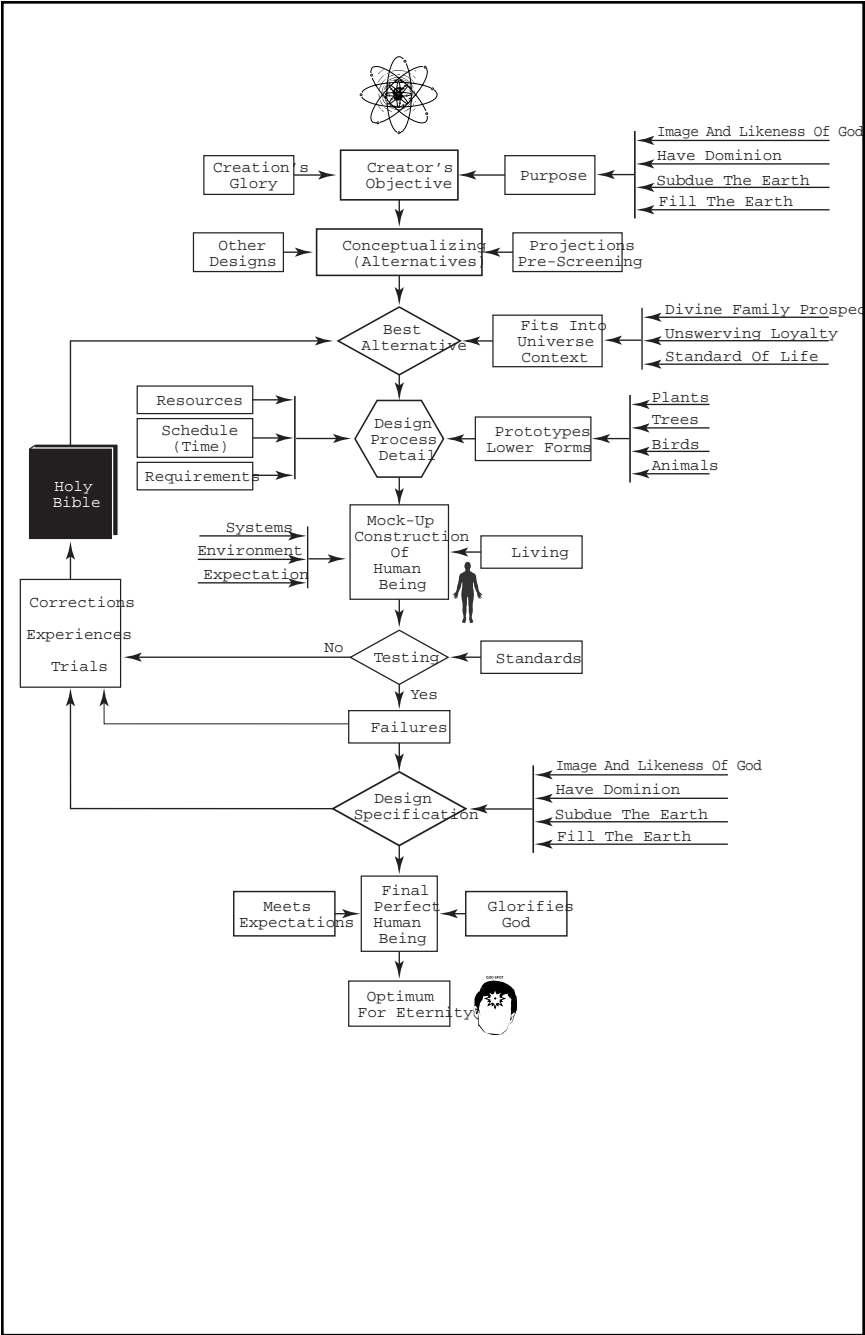 Image And Likeness Of God
Have Dominion
Subdue The Earth
Fill The Earth
Creation's
Glory
Creator's
Objective
Purpose
Other
Designs
Conceptualizing
(Alternatives)
Projections
Pre-Screening
Best
Alternative
Fits Into
Universe
Context
Divine Family Prospec
Unswerving Loyalty
Standard Of Life
Resources
Schedule
(Time)
Requirements
Design
Process
Detail
Prototypes
Lower Forms
Plants
Trees
Birds
Animals
Holy
Bible
Systems
Environment
Expectation
Mock-Up
Construction
Of
Human
Being
Living
Corrections
Experiences
Trials
No
Testing
Standards
Yes
Failures
Design
Specification
Image And Likeness Of God
Have Dominion
Subdue The Earth
Fill The Earth
Meets
Expectations
Final
Perfect
Human
Being
Glorifies
God
Optimum
For Eternity
GOD SPOT